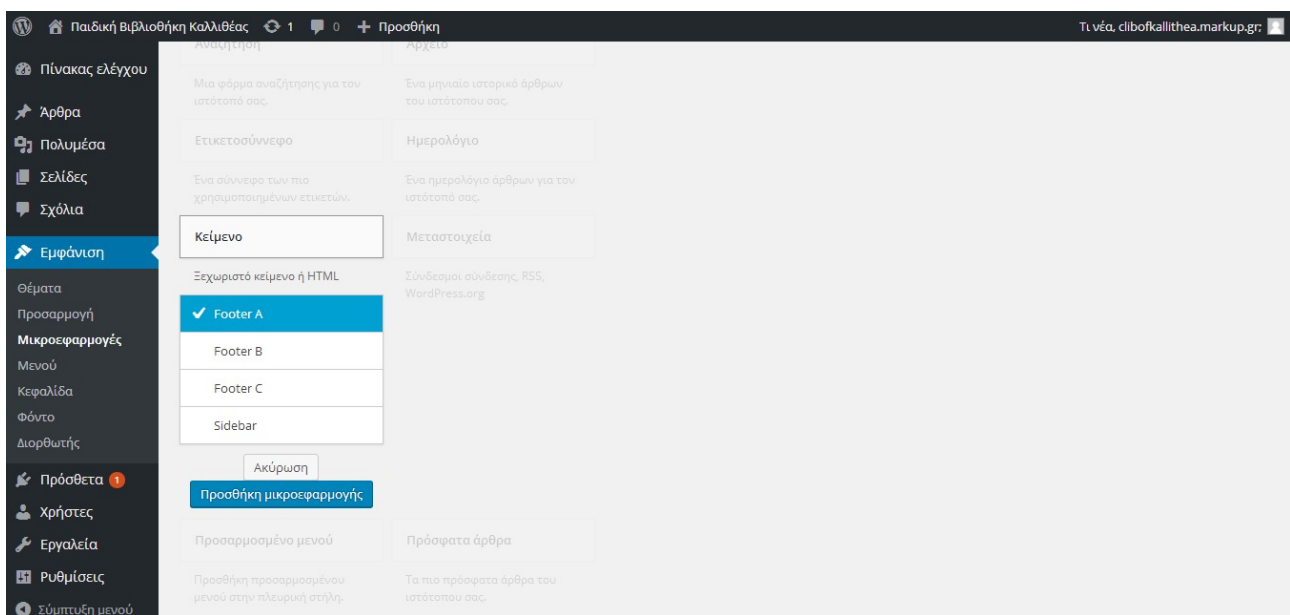 Παιδική Βιβλιοθήκη Καλλιθέας 1 0 + Προσθήκη Τι νέα, clibofkallithea.markup.gr;
Πίνακας ελέγχου
Άρθρα
Πολυμέσα
Σελίδες
Σχόλια
Εμφάνιση
Θέματα
Προσαρμογή
Μικροεφαρμογές
Μενού
Κεφαλίδα
Φόντο
Διορθωτής
Πρόσθετα 1
Χρήστες
Εργαλεία
Ρυθμίσεις
Σύμπτυξη μενού
Αναζήτηση
Μια φόρμα αναζήτησης για τον
ιστότοπό σας.
Αρχείο
Ένα μηνιαίο ιστορικό άρθρων
του ιστότοπου σας.
Ετικετοσύννεφο
Ένα σύννεφο των πιο
χρησιμοποιημένων ετικετών.
Ημερολόγιο
Ένα ημερολόγιο άρθρων για τον
ιστότοπό σας.
Κείμενο
Ξεχωριστό κείμενο ή HTML
Footer A
Footer B
Footer C
Sidebar
Ακύρωση
Προσθήκη μικροεφαρμογής
Μεταστοιχεία
Σύνδεσμοι σύνδεσης, RSS,
WordPress.org
Προσαρμοσμένο μενού
Προσθήκη προσαρμοσμένου
μενού στην πλευρική στήλη.
Πρόσφατα άρθρα
Τα πιο πρόσφατα άρθρα του
ιστότοπου σας.